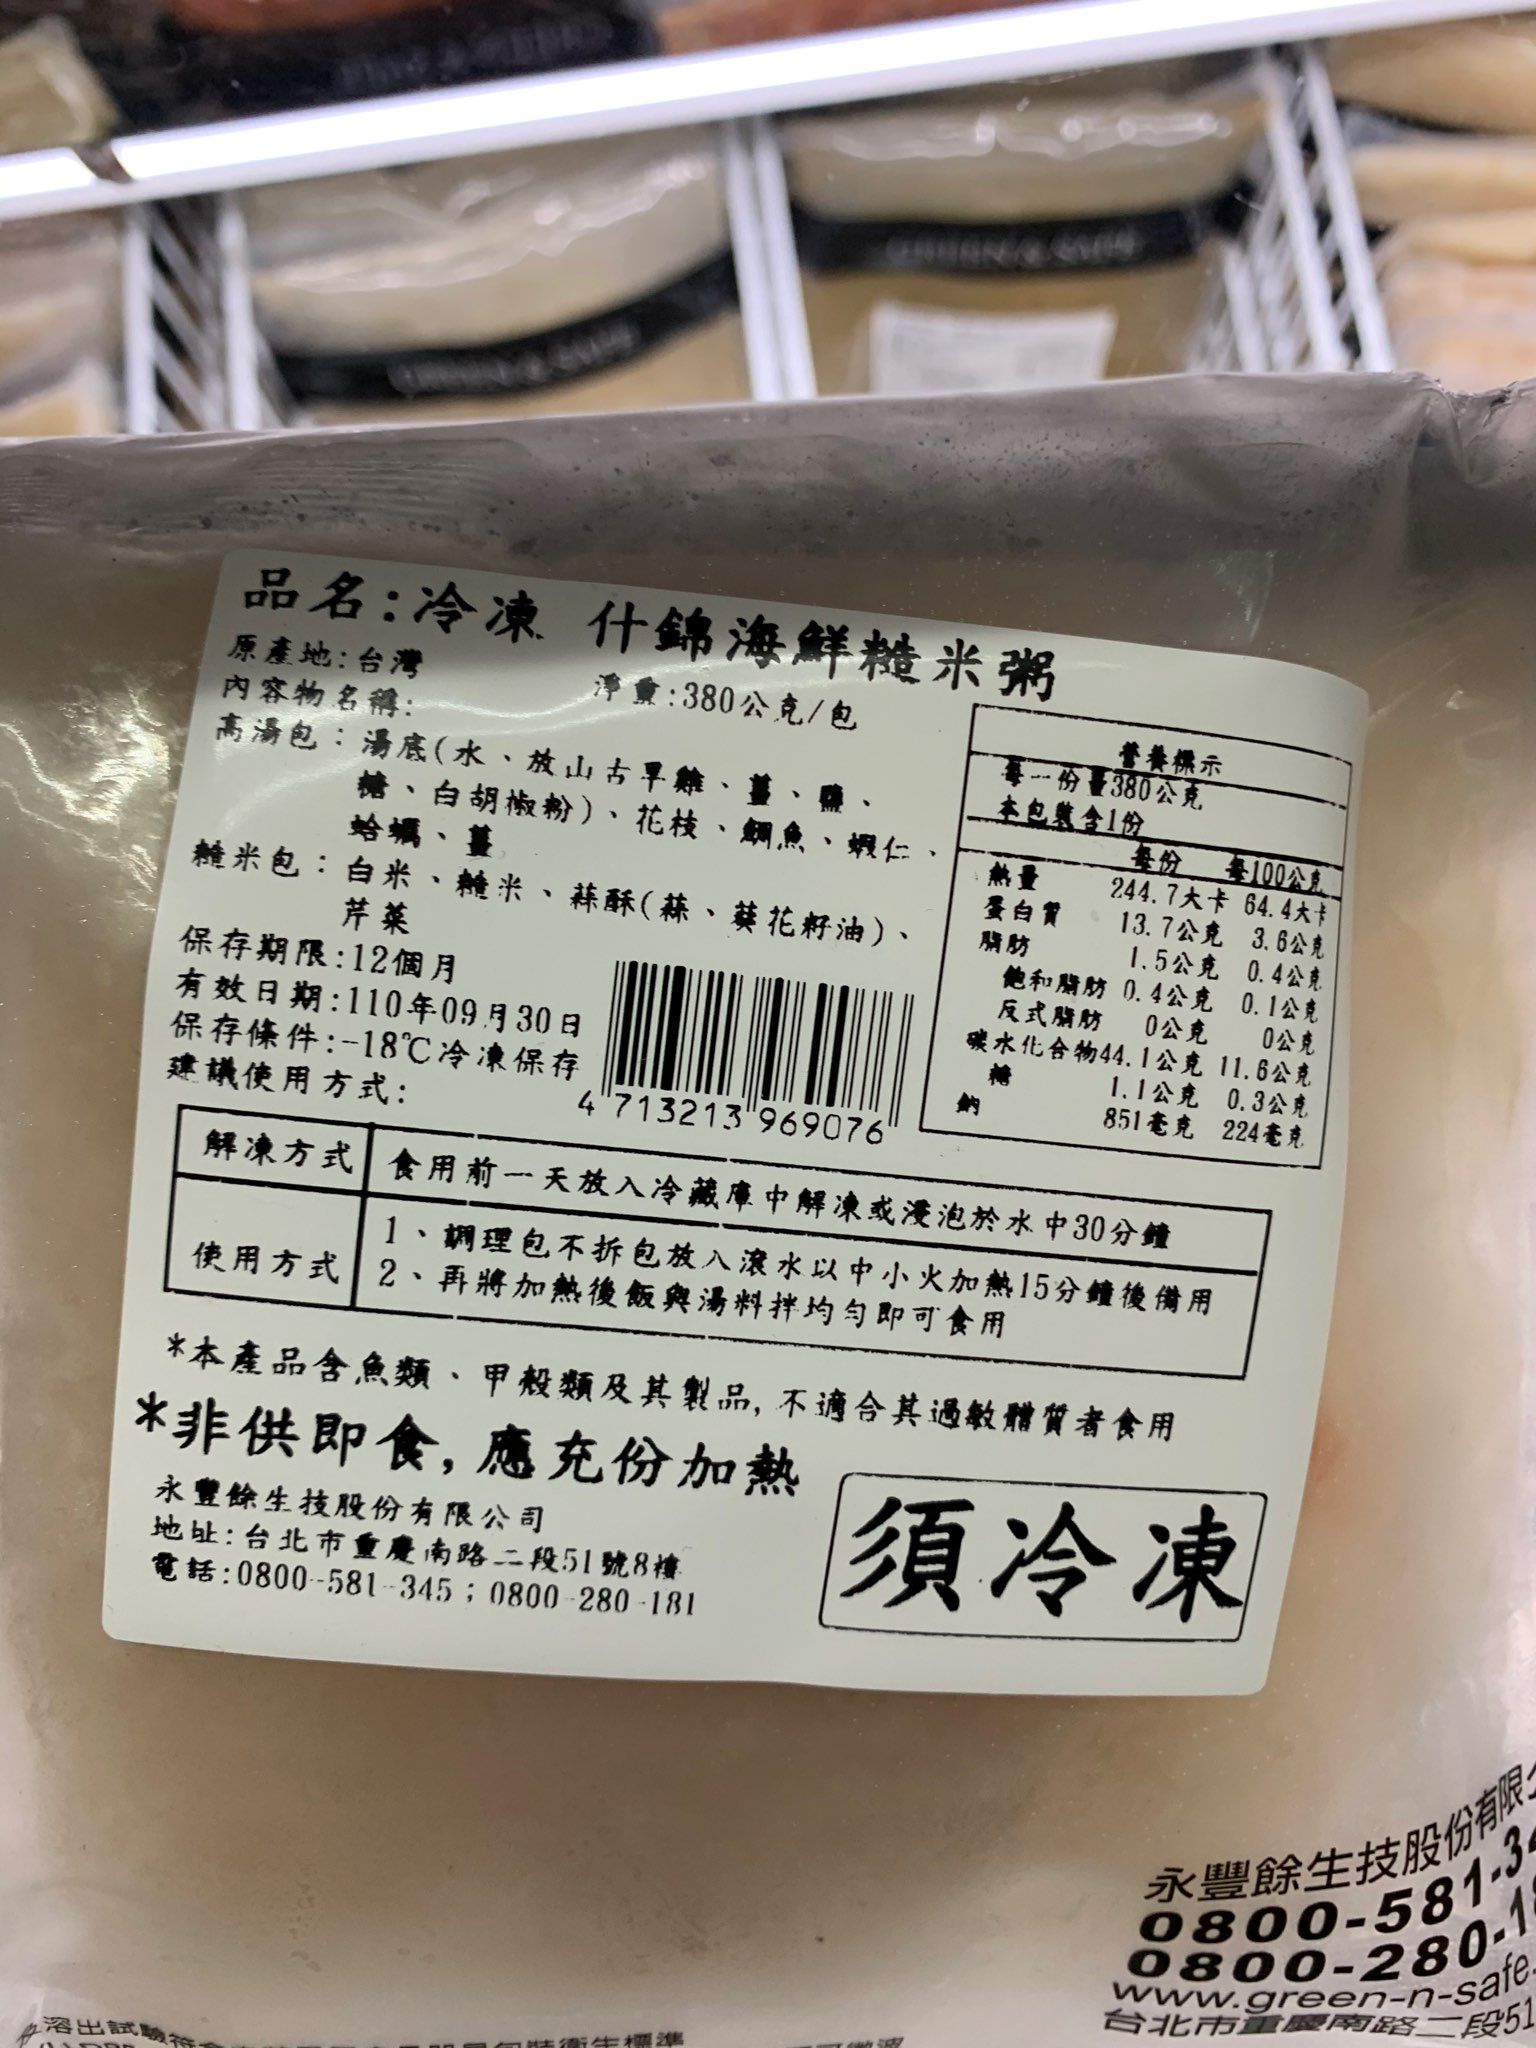 品名:冷凍 什錦海鮮糙米粥
原產地:台灣
淨重:380公克/包
內容物名稱:
高湯包:湯底(水、放山古早雞、薑、鹽、
糖、白胡椒粉)、花枝、鯛魚、蝦仁、
蛤蠣、薑
糙米包:白米、糙米、蒜酥(蒜、葵花籽油)、
芹菜
保存期限:12個月
有效日期:110年09月30日
保存條件:-18℃冷凍保存
建議使用方式:
4 713213 969076
營養標示
每一份量380公克
本包裝含1份
每份 每100公克
熱量 244.7大卡 64.4大卡
蛋白質 13.7公克 3.6公克
脂肪 1.5公克 0.4公克
飽和脂肪 0.4公克 0.1公克
反式脂肪 0公克 0公克
碳水化合物 44.1公克 11.6公克
糖 1.1公克 0.3公克
鈉 851毫克 224毫克
解凍方式 食用前一天放入冷藏庫中解凍或浸泡於水中30分鐘
使用方式 1、調理包不拆包放入滾水以中小火加熱15分鐘後備用
2、再將加熱後飯與湯料拌均勻即可食用
*本產品含魚類、甲殼類及其製品,不適合其過敏體質者食用
*非供即食,應充份加熱
永豐餘生技股份有限公司
地址:台北市重慶南路二段51號8樓
電話:0800-581-345;0800-280-181
須冷凍
永豐餘生技股份有限
0800-581-34
0800-280-1
www.green-n-safe.
台北市重慶南路二段51
溶出試驗符